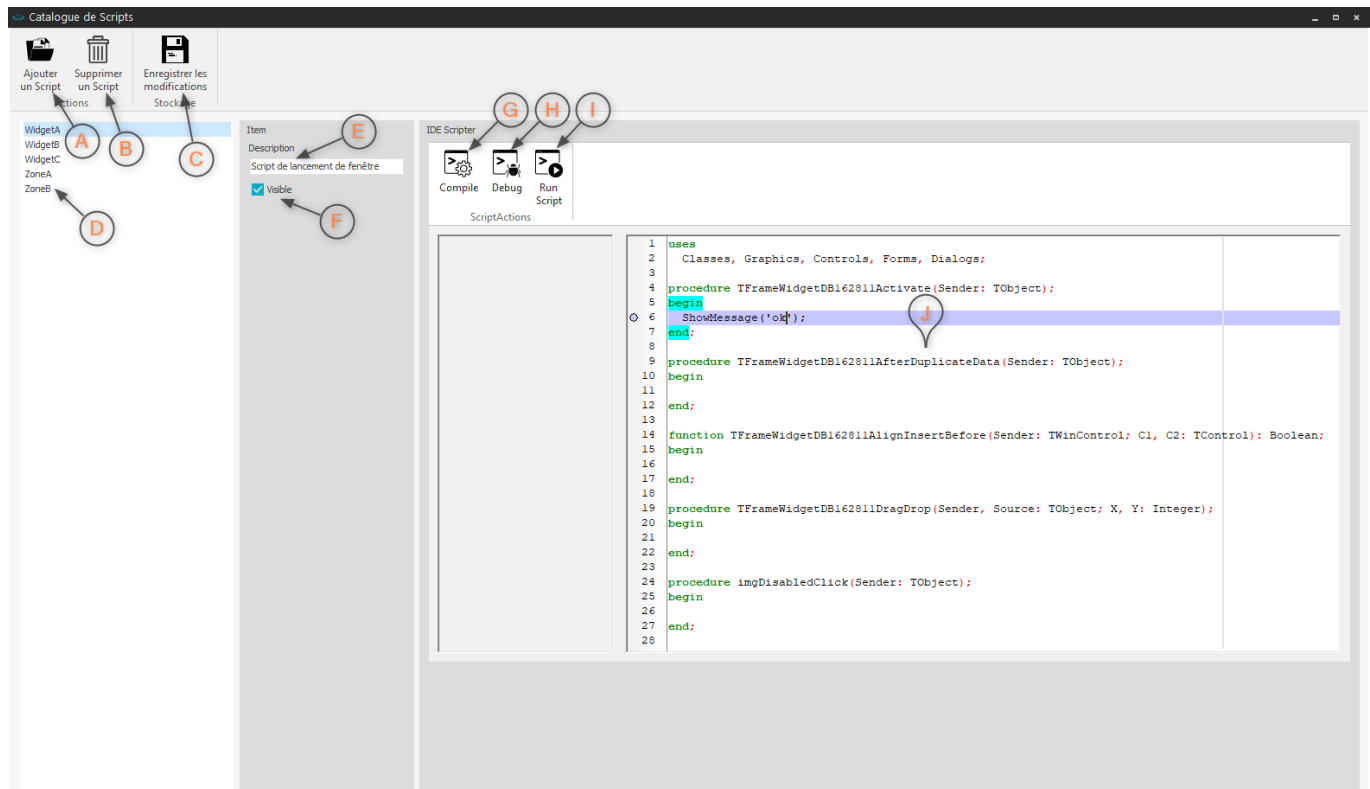 Catalogue de Scripts
Ajouter
un Script
Supprimer
un Script
Enregistrer les
modifications
Actions
Stockage
A
B
C
WidgetA
WidgetB
WidgetC
ZoneA
ZoneB
D
Item
E
Description
Script de lancement de fenêtre
Visible
F
IDE Scripter
G
H
I
Compile
Debug
Run
Script
ScriptActions
1 uses
2 Classes, Graphics, Controls, Forms, Dialogs;
3
4 procedure TFrameWidgetDB162811Activate(Sender: TObject);
5 begin
6 ShowMessage('ok');
7 end;
J
8
9 procedure TFrameWidgetDB162811AfterDuplicateData(Sender: TObject);
10 begin
11
12 end;
13
14 function TFrameWidgetDB162811AlignInsertBefore(Sender: TWinControl; C1, C2: TControl): Boolean;
15 begin
16
17 end;
18
19 procedure TFrameWidgetDB162811DragDrop(Sender, Source: TObject; X, Y: Integer);
20 begin
21
22 end;
23
24 procedure imgDisabledClick(Sender: TObject);
25 begin
26
27 end;
28